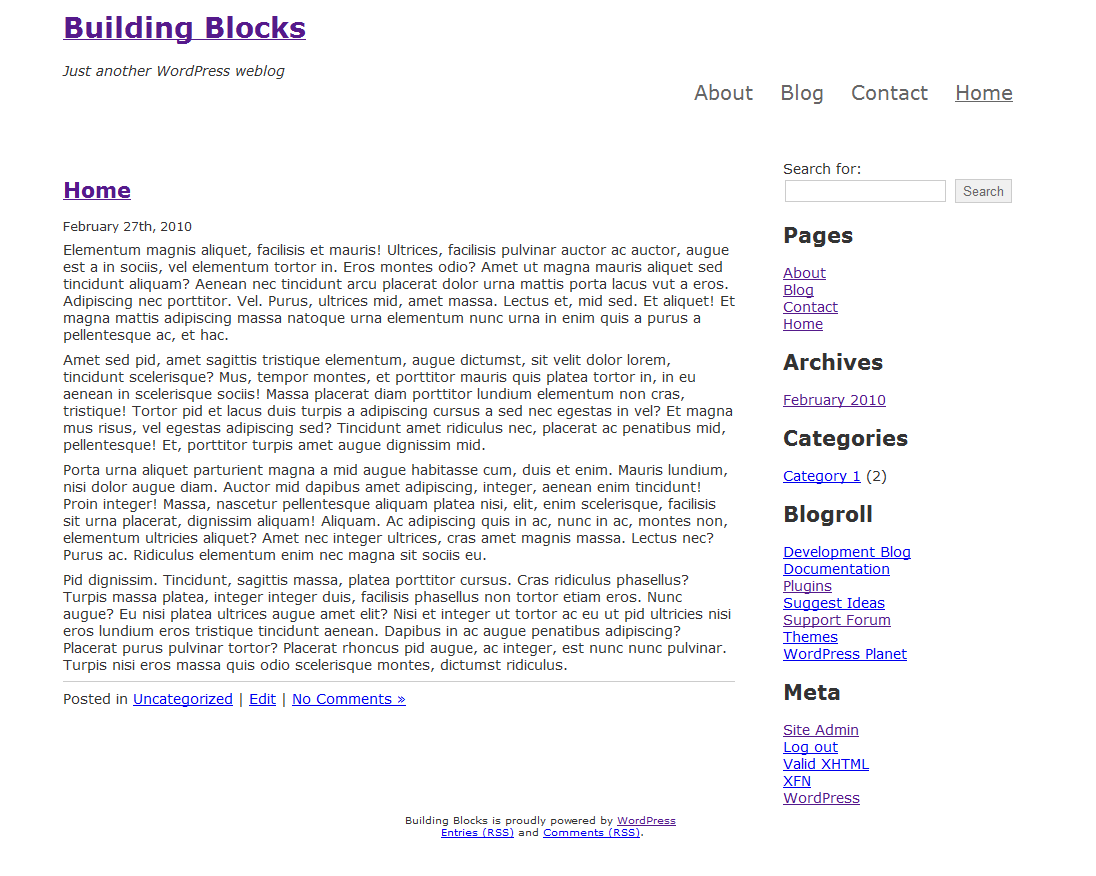 Building Blocks
Just another WordPress weblog
About Blog Contact Home
Home
February 27th, 2010
Elementum magnis aliquet, facilisis et mauris! Ultrices, facilisis pulvinar auctor ac auctor, augue
est a in sociis, vel elementum tortor in. Eros montes odio? Amet ut magna mauris aliquet sed
tincidunt aliquam? Aenean nec tincidunt arcu placerat dolor urna mattis porta lacus vut a eros.
Adipiscing nec porttitor. Vel. Purus, ultrices mid, amet massa. Lectus et, mid sed. Et aliquet! Et
magna mattis adipiscing massa natoque urna elementum nunc urna in enim quis a purus a
pellentesque ac, et hac.
Amet sed pid, amet sagittis tristique elementum, augue dictumst, sit velit dolor lorem,
tincidunt scelerisque? Mus, tempor montes, et porttitor mauris quis platea tortor in, in eu
aenean in scelerisque sociis! Massa placerat diam porttitor lundium elementum non cras,
tristique! Tortor pid et lacus duis turpis a adipiscing cursus a sed nec egestas in vel? Et magna
mus risus, vel egestas adipiscing sed? Tincidunt amet ridiculus nec, placerat ac penatibus mid,
pellentesque! Et, porttitor turpis amet augue dignissim mid.
Porta urna aliquet parturient magna a mid augue habitasse cum, duis et enim. Mauris lundium,
nisi dolor augue diam. Auctor mid dapibus amet adipiscing, integer, aenean enim tincidunt!
Proin integer! Massa, nascetur pellentesque aliquam platea nisi, elit, enim scelerisque, facilisis
sit urna placerat, dignissim aliquam! Aliquam. Ac adipiscing quis in ac, nunc in ac, montes non,
elementum ultricies aliquet? Amet nec integer ultrices, cras amet magnis massa. Lectus nec?
Purus ac. Ridiculus elementum enim nec magna sit sociis eu.
Pid dignissim. Tincidunt, sagittis massa, platea porttitor cursus. Cras ridiculus phasellus?
Turpis massa platea, integer integer duis, facilisis phasellus non tortor etiam eros. Nunc
augue? Eu nisi platea ultrices augue amet elit? Nisi et integer ut tortor ac eu ut pid ultricies nisi
eros lundium eros tristique tincidunt aenean. Dapibus in ac augue penatibus adipiscing?
Placerat purus pulvinar tortor? Placerat rhoncus pid augue, ac integer, est nunc nunc pulvinar.
Turpis nisi eros massa quis odio scelerisque montes, dictumst ridiculus.
Posted in Uncategorized | Edit | No Comments »
Search for:
Search
Pages
About
Blog
Contact
Home
Archives
February 2010
Categories
Category 1 (2)
Blogroll
Development Blog
Documentation
Plugins
Suggest Ideas
Support Forum
Themes
WordPress Planet
Meta
Site Admin
Log out
Valid XHTML
XFN
WordPress
Building Blocks is proudly powered by WordPress
Entries (RSS) and Comments (RSS).